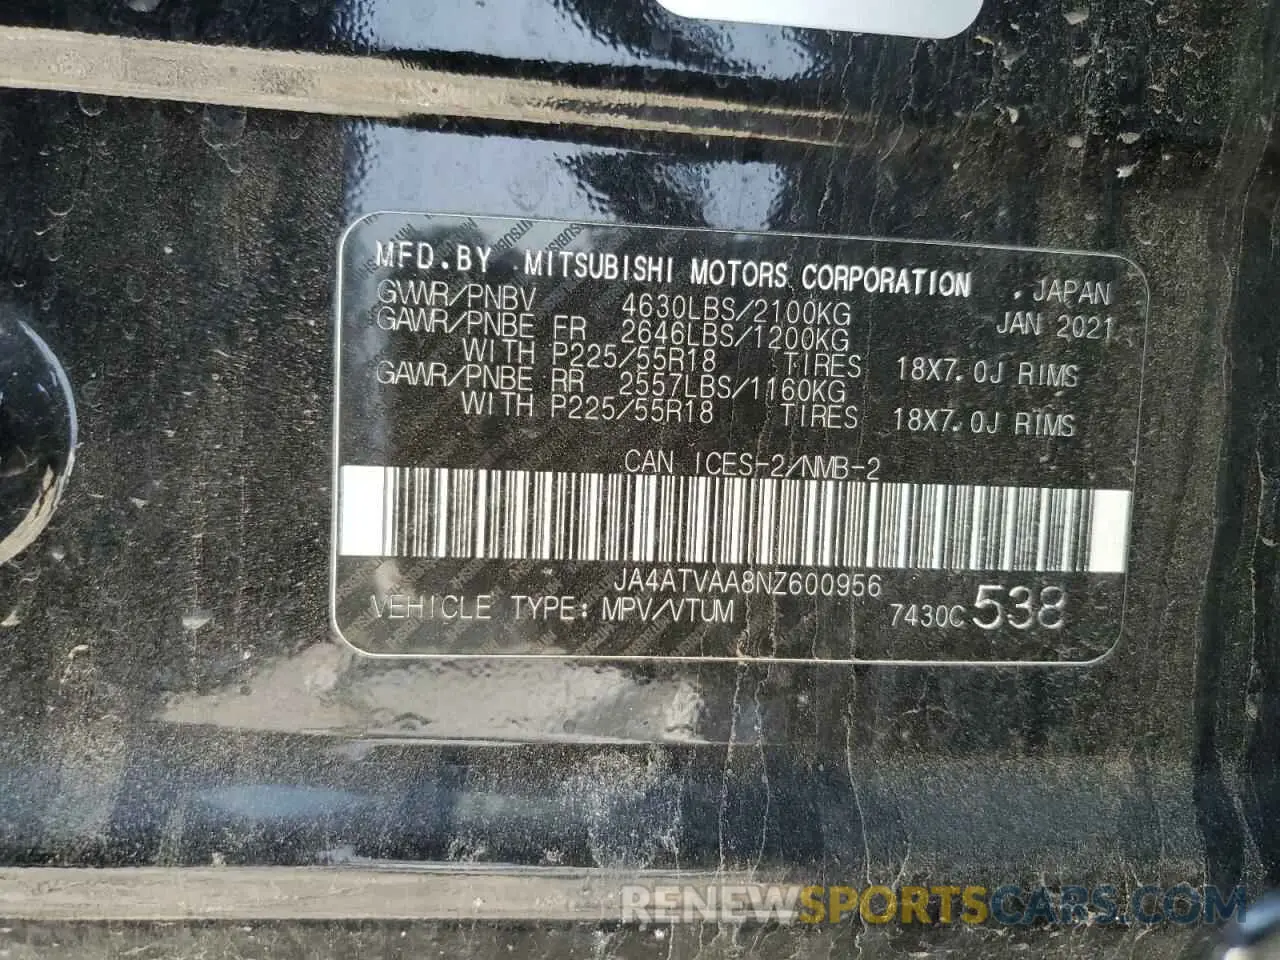 MFD.BY MITSUBISHI MOTORS CORPORATION . JAPAN
GVWR/PNBV 4630LBS/2100KG JAN 2021
GAWR/PNBE FR 2646LBS/1200KG
WITH P225/55R18 TIRES 18X7.0J RIMS
GAWR/PNBE RR 2557LBS/1160KG
WITH P225/55R18 TIRES 18X7.0J RIMS
CAN ICES-2/NMB-2
JA4ATVAA8NZ600956
VEHICLE TYPE: MPV/VTUM 7430C 538
RENEWSPORTSCARS.COM